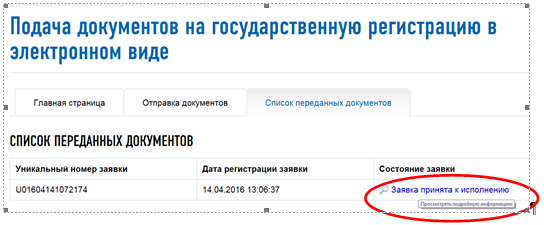 Подача документов на государственную регистрацию в
электронном виде
Главная страница Отправка документов Список переданных документов
СПИСОК ПЕРЕДАННЫХ ДОКУМЕНТОВ
Уникальный номер заявки Дата регистрации заявки Состояние заявки
U01604141072174 14.04.2016 13:06:37 Заявка принята к исполнению
Просмотреть подробную информацию
¶